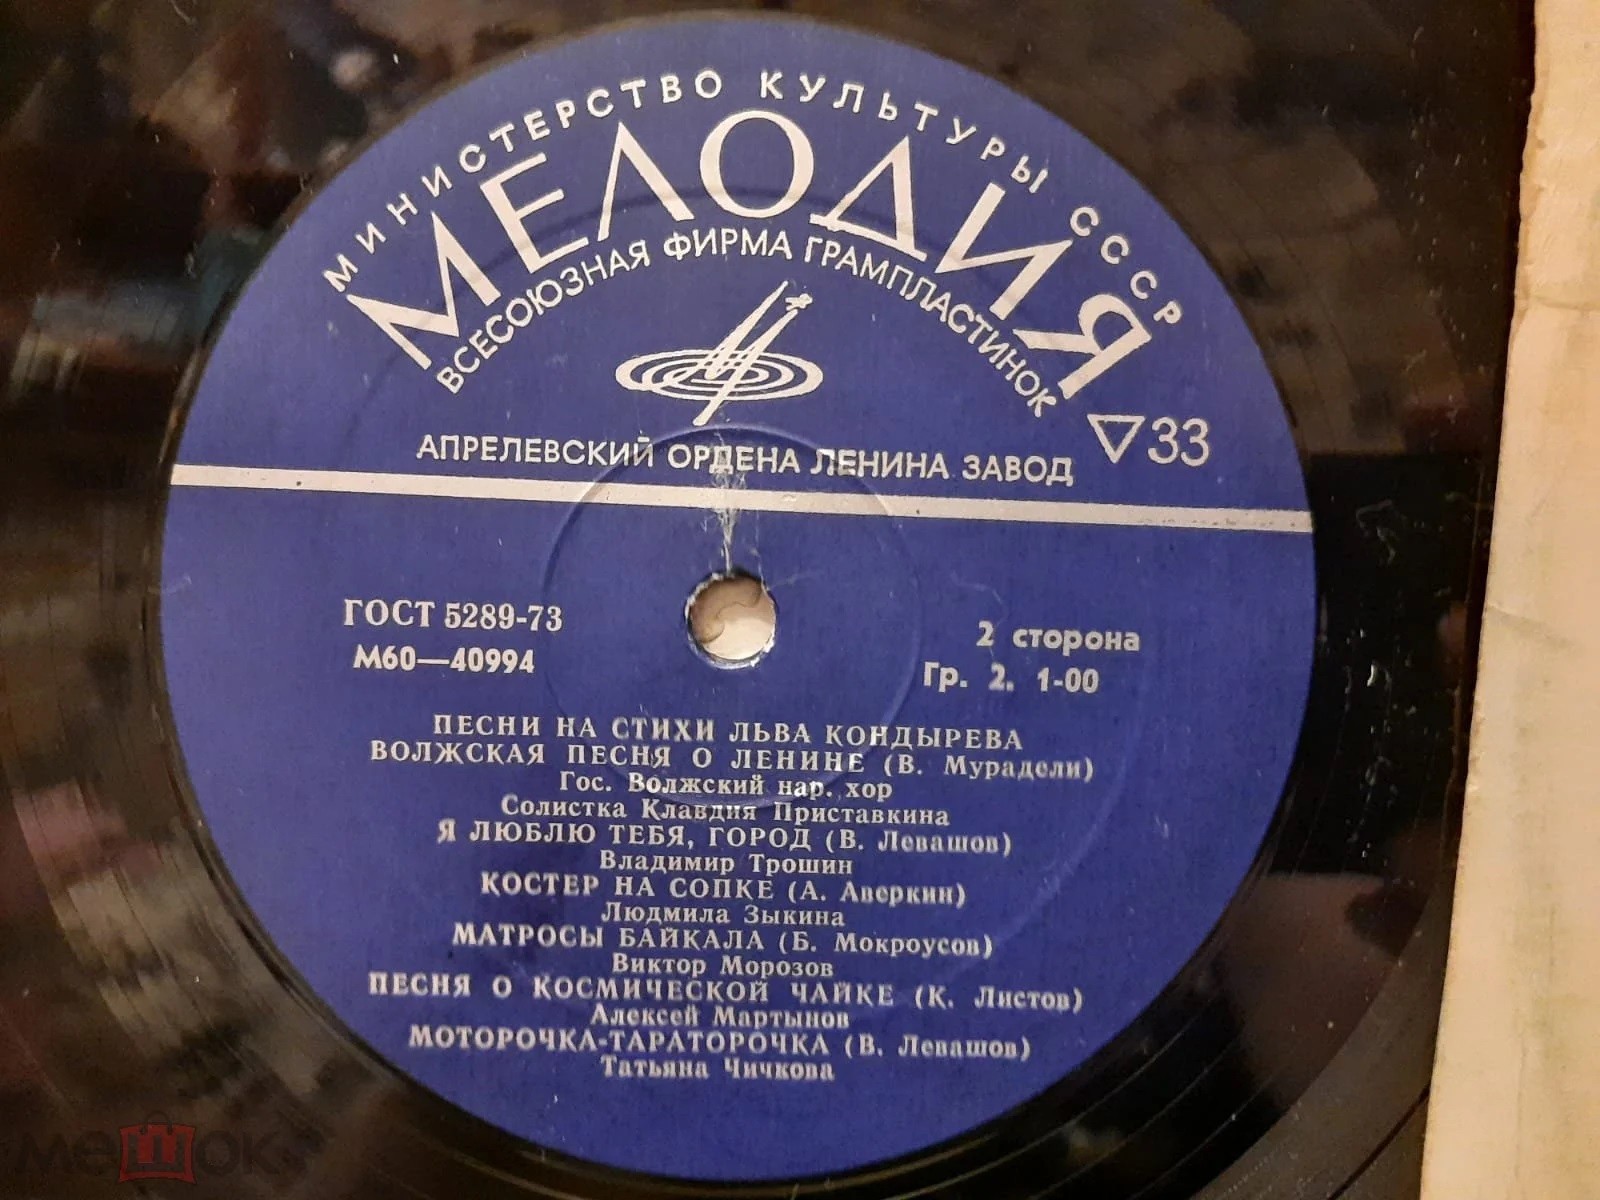 МИНИСТЕРСТВО КУЛЬТУРЫ СССР
МЕЛОДИЯ
ВСЕСОЮЗНАЯ ФИРМА ГРАМПЛАСТИНОК
33
АПРЕЛЕВСКИЙ ОРДЕНА ЛЕНИНА ЗАВОД
ГОСТ 5289-73
М60—40994
2 сторона
Гр. 2. 1-00
ПЕСНИ НА СТИХИ ЛЬВА КОНДЫРЕВА
ВОЛЖСКАЯ ПЕСНЯ О ЛЕНИНЕ (В. Мурадели)
Гос. Волжский нар. хор
Солистка Клавдия Приставкина
Я ЛЮБЛЮ ТЕБЯ, ГОРОД (В. Левашов)
Владимир Трошин
КОСТЕР НА СОПКЕ (А. Аверкин)
Людмила Зыкина
МАТРОСЫ БАЙКАЛА (Б. Мокроусов)
Виктор Морозов
ПЕСНЯ О КОСМИЧЕСКОЙ ЧАЙКЕ (К. Листов)
Алексей Мартынов
МОТОРОЧКА-ТАРАТОРОЧКА (В. Левашов)
Татьяна Чичкова
мешок